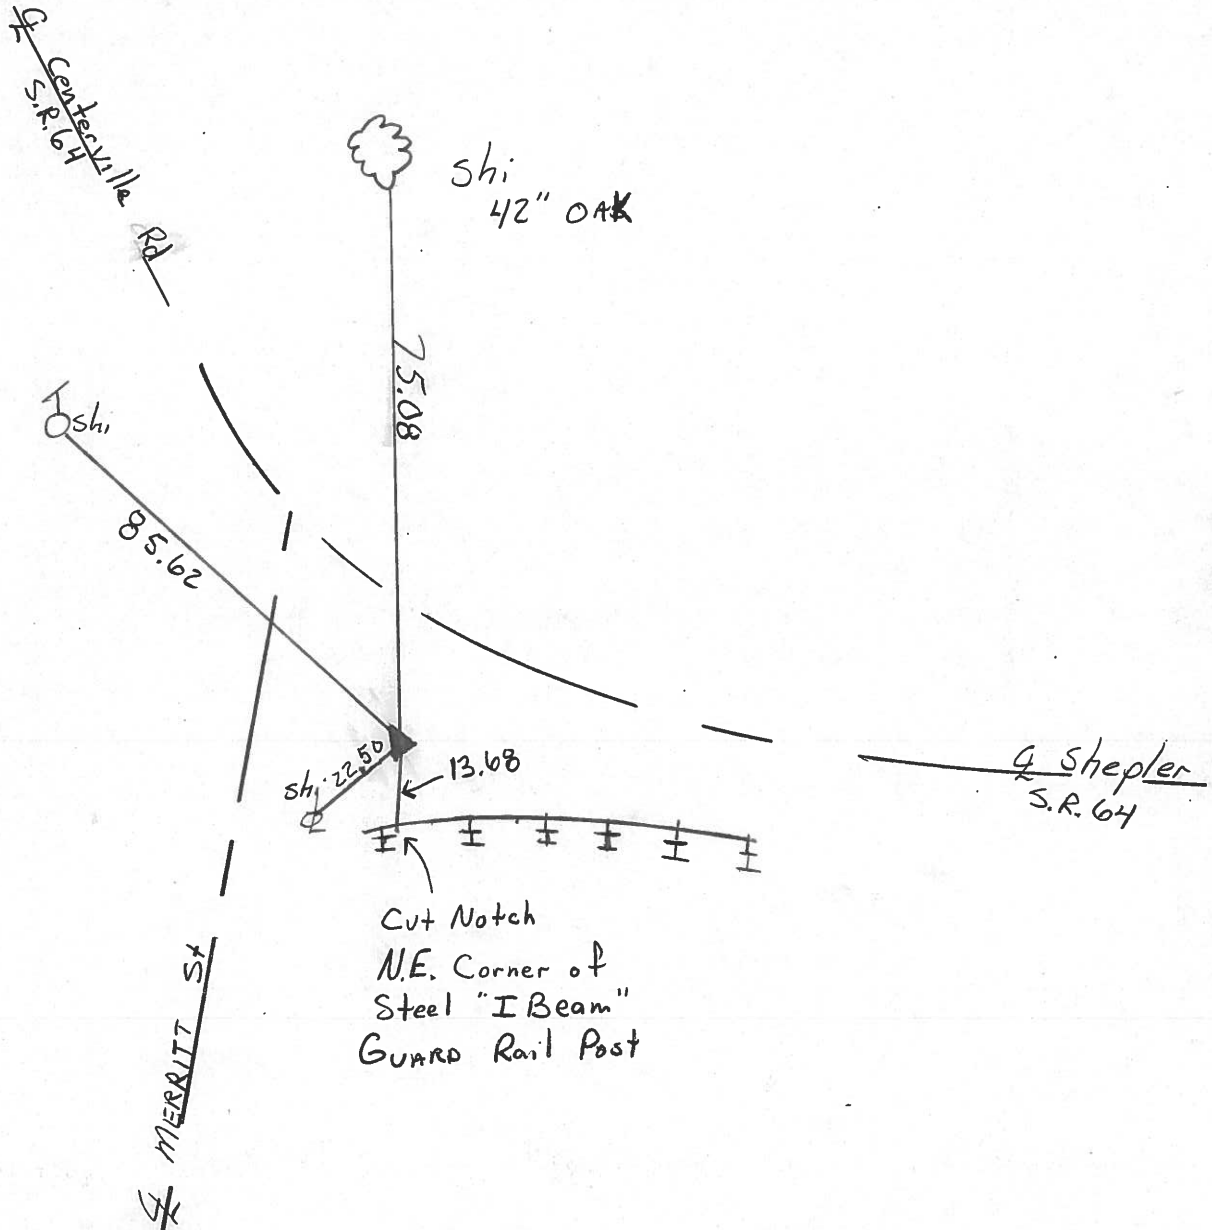 ℄ Centerville Rd
S.R. 64
shi
42" OAK
75.08
shi
85.62
shi
22.50
13.68
℄ Shepler
S.R. 64
Cut Notch
N.E. Corner of
Steel "I Beam"
GUARD Rail Post
℄ MERRITT St